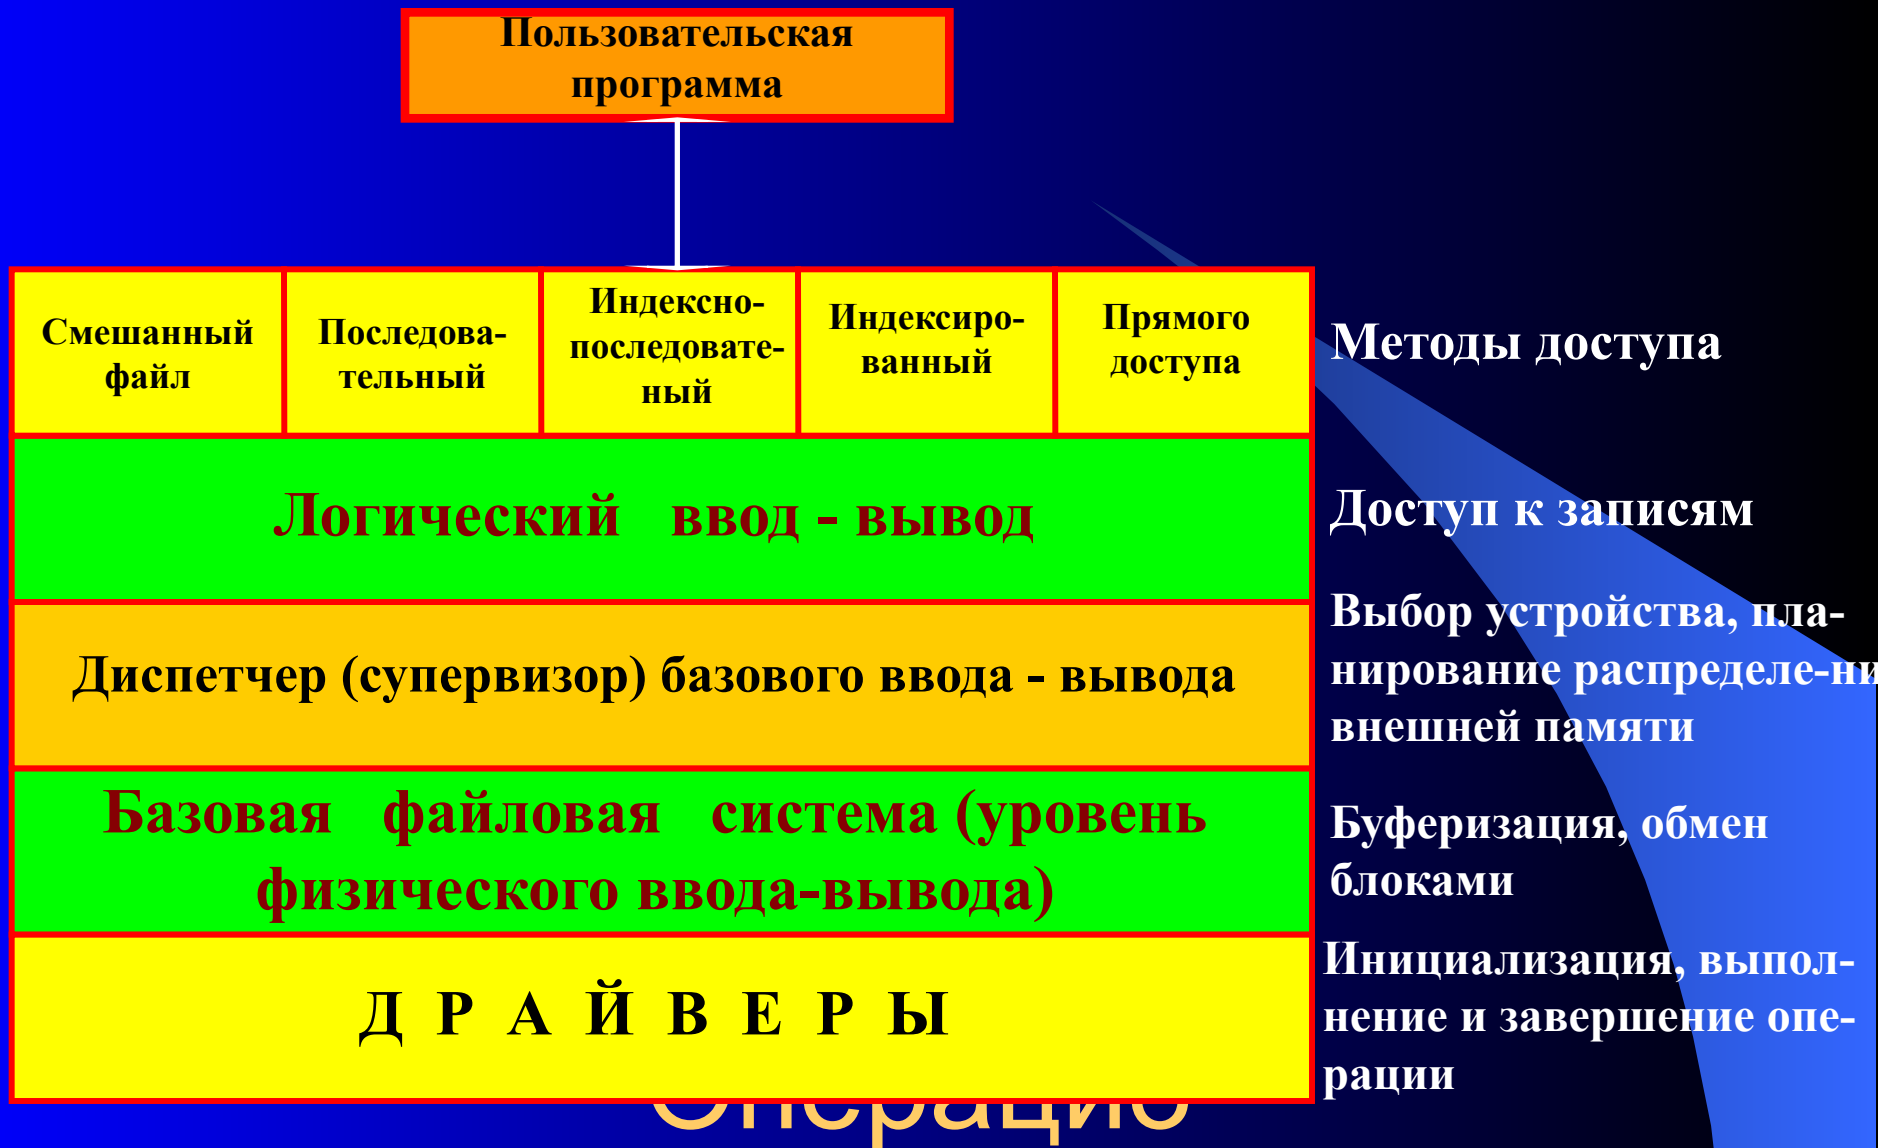 Пользовательская
программа
Смешанный
файл
Последова-
тельный
Индексно-
последовате-
ный
Индексиро-
ванный
Прямого
доступа
Методы доступа
Логический ввод - вывод
Доступ к записям
Диспетчер (супервизор) базового ввода - вывода
Выбор устройства, пла-
нирование распределе-ни
внешней памяти
Базовая файловая система (уровень
физического ввода-вывода)
Буферизация, обмен
блоками
Д Р А Й В Е Р Ы
Инициализация, выпол-
нение и завершение опе-
рации
Операцио